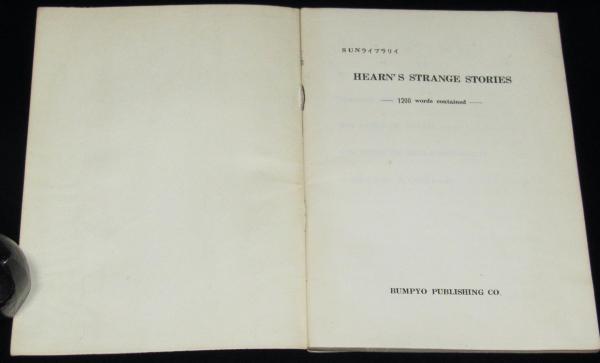 SUNライブラリイ
HEARN'S STRANGE STORIES
— 1200 words contained —
BUMPYO PUBLISHING CO.